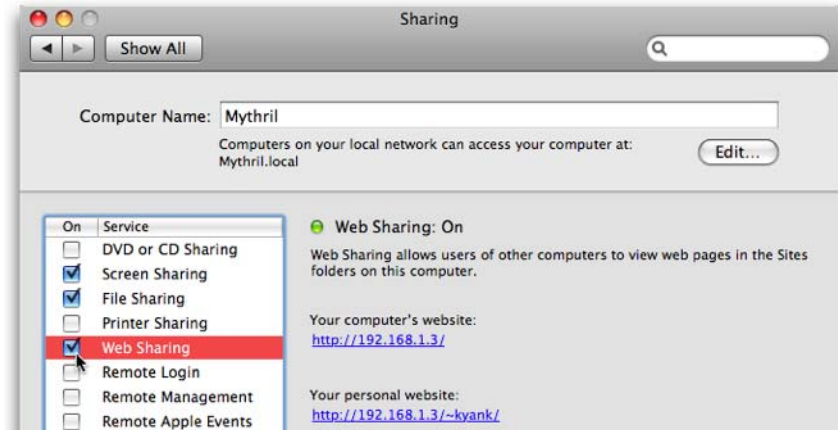 Sharing
Show All
Computer Name: Mythril
Computers on your local network can access your computer at:
Mythril.local
Edit...
On Service
DVD or CD Sharing
Screen Sharing
File Sharing
Printer Sharing
Web Sharing
Remote Login
Remote Management
Remote Apple Events
Web Sharing: On
Web Sharing allows users of other computers to view web pages in the Sites
folders on this computer.
Your computer's website:
http://192.168.1.3/
Your personal website:
http://192.168.1.3/~kyank/